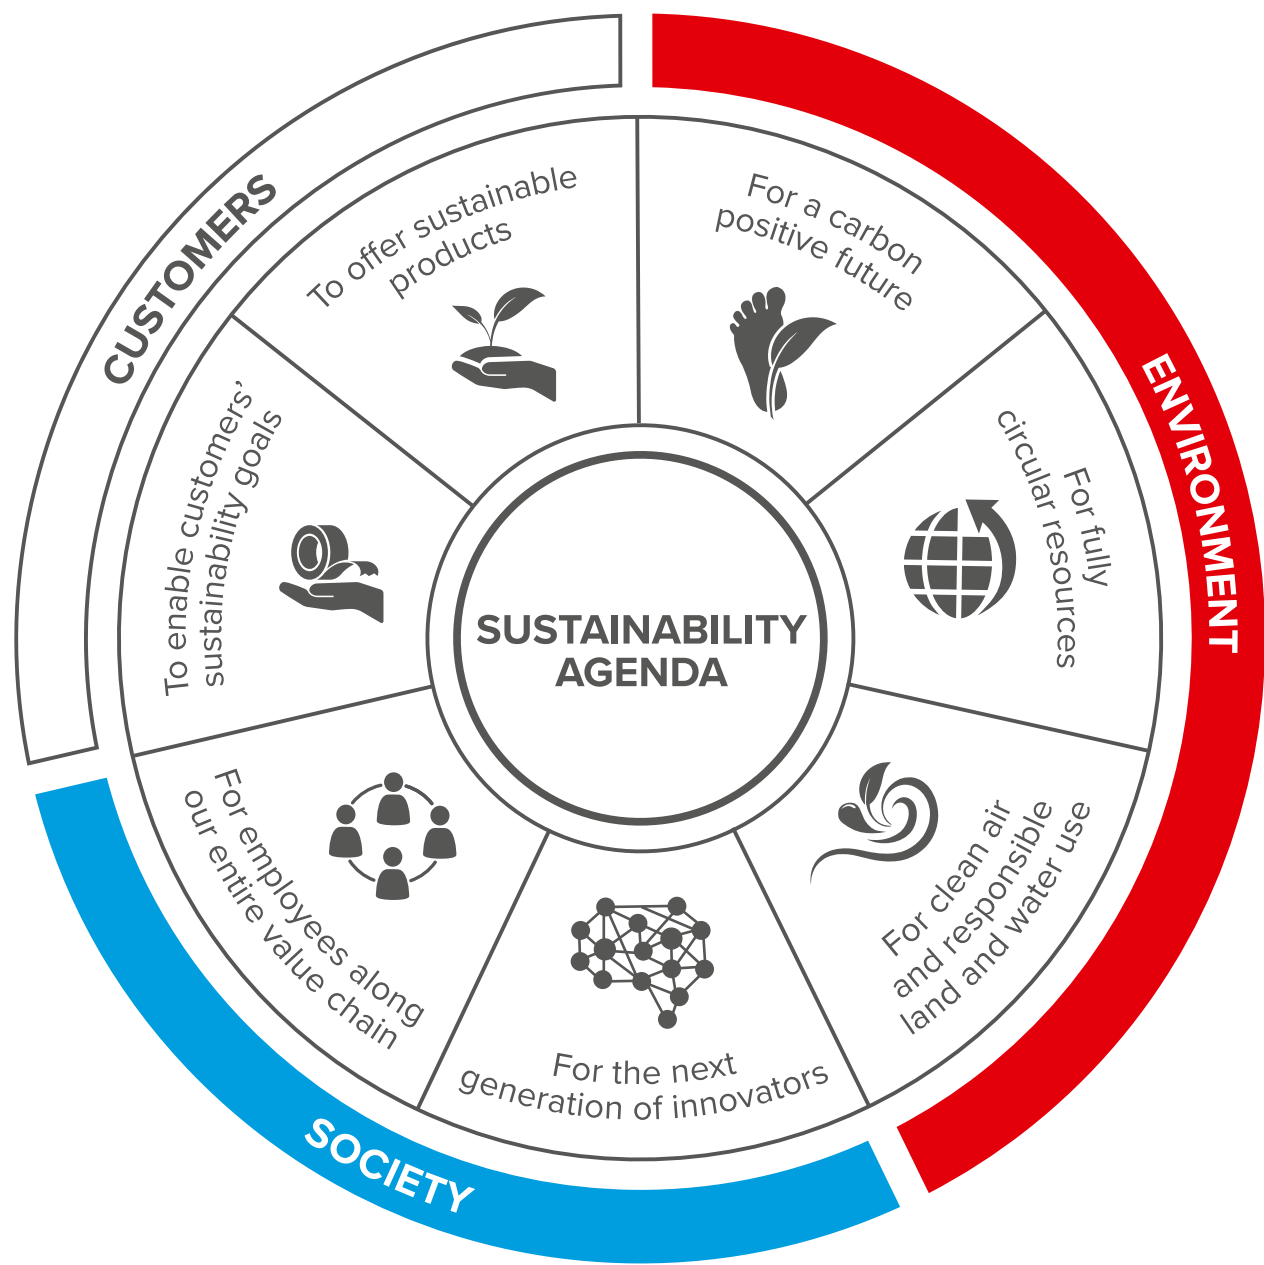 SUSTAINABILITY
AGENDA
ENVIRONMENT
For a carbon
positive future
For fully
circular resources
For clean air
and responsible
land and water use
SOCIETY
For the next
generation of innovators
For employees along
our entire value chain
CUSTOMERS
To enable customers’
sustainability goals
To offer sustainable
products